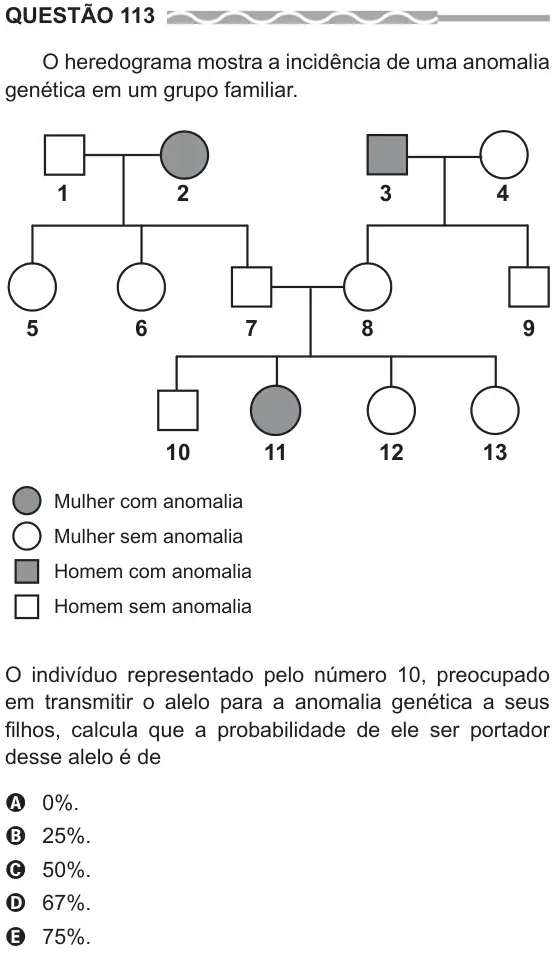 QUESTÃO 113
O heredograma mostra a incidência de uma anomalia
genética em um grupo familiar.
1 2 3 4
5 6 7 8 9
10 11 12 13
Mulher com anomalia
Mulher sem anomalia
Homem com anomalia
Homem sem anomalia
O indivíduo representado pelo número 10, preocupado
em transmitir o alelo para a anomalia genética a seus
filhos, calcula que a probabilidade de ele ser portador
desse alelo é de
A 0%.
B 25%.
C 50%.
D 67%.
E 75%.